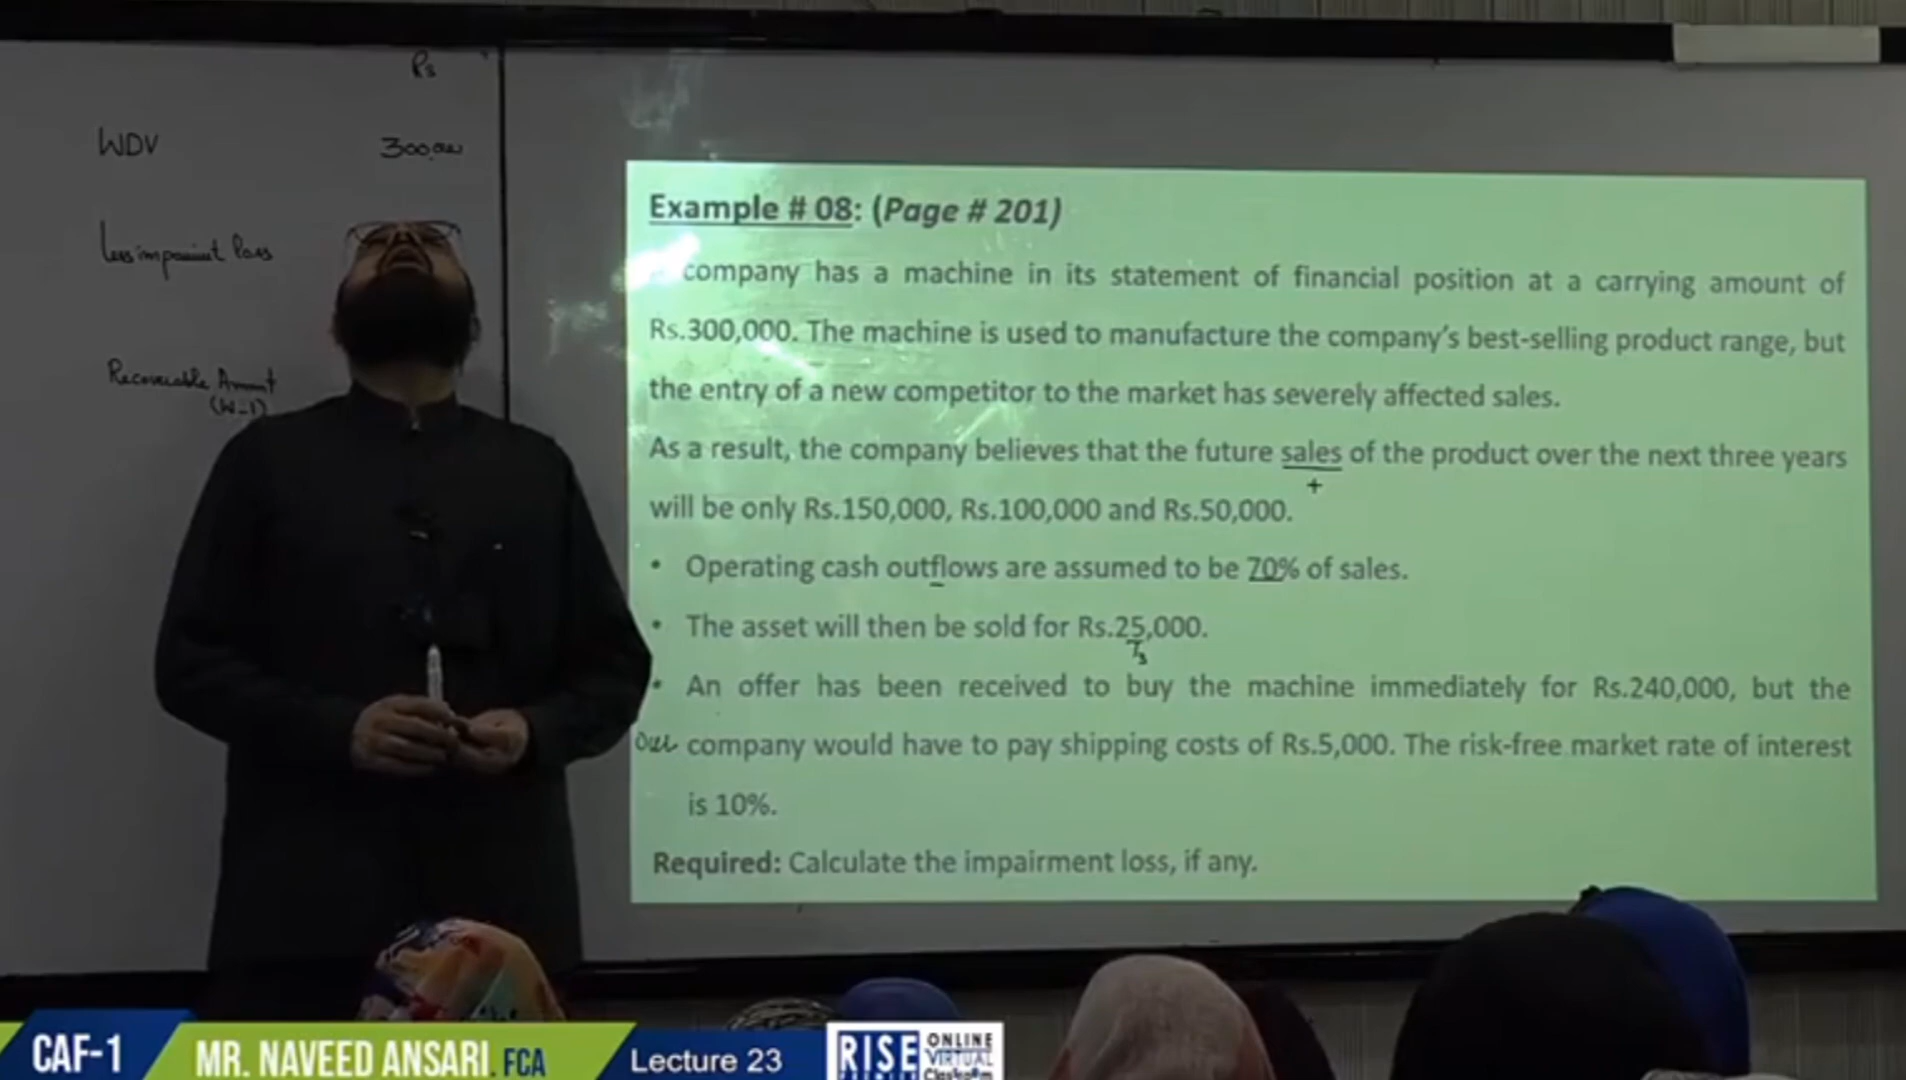 Rs
WDV 300,000
Less impairment loss
Recoverable Amount
(W-1)
Example # 08: (Page # 201)
company has a machine in its statement of financial position at a carrying amount of
Rs.300,000. The machine is used to manufacture the company's best-selling product range, but
the entry of a new competitor to the market has severely affected sales.
As a result, the company believes that the future sales of the product over the next three years
+
will be only Rs.150,000, Rs.100,000 and Rs.50,000.
• Operating cash outflows are assumed to be 70% of sales.
• The asset will then be sold for Rs.25,000.
T3
• An offer has been received to buy the machine immediately for Rs.240,000, but the
company would have to pay shipping costs of Rs.5,000. The risk-free market rate of interest
is 10%.
Required: Calculate the impairment loss, if any.
CAF-1
MR. NAVEED ANSARI. FCA
Lecture 23
RISE
PREMIER
ONLINE
VIRTUAL
Classroom